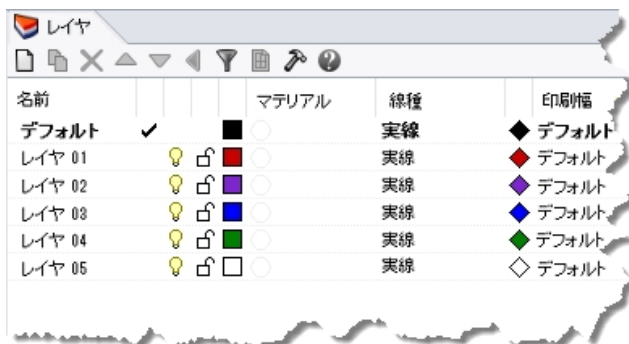 レイヤ
名前 マテリアル 線種 印刷幅
デフォルト 実線 デフォルト
レイヤ 01 実線 デフォルト
レイヤ 02 実線 デフォルト
レイヤ 03 実線 デフォルト
レイヤ 04 実線 デフォルト
レイヤ 05 実線 デフォルト